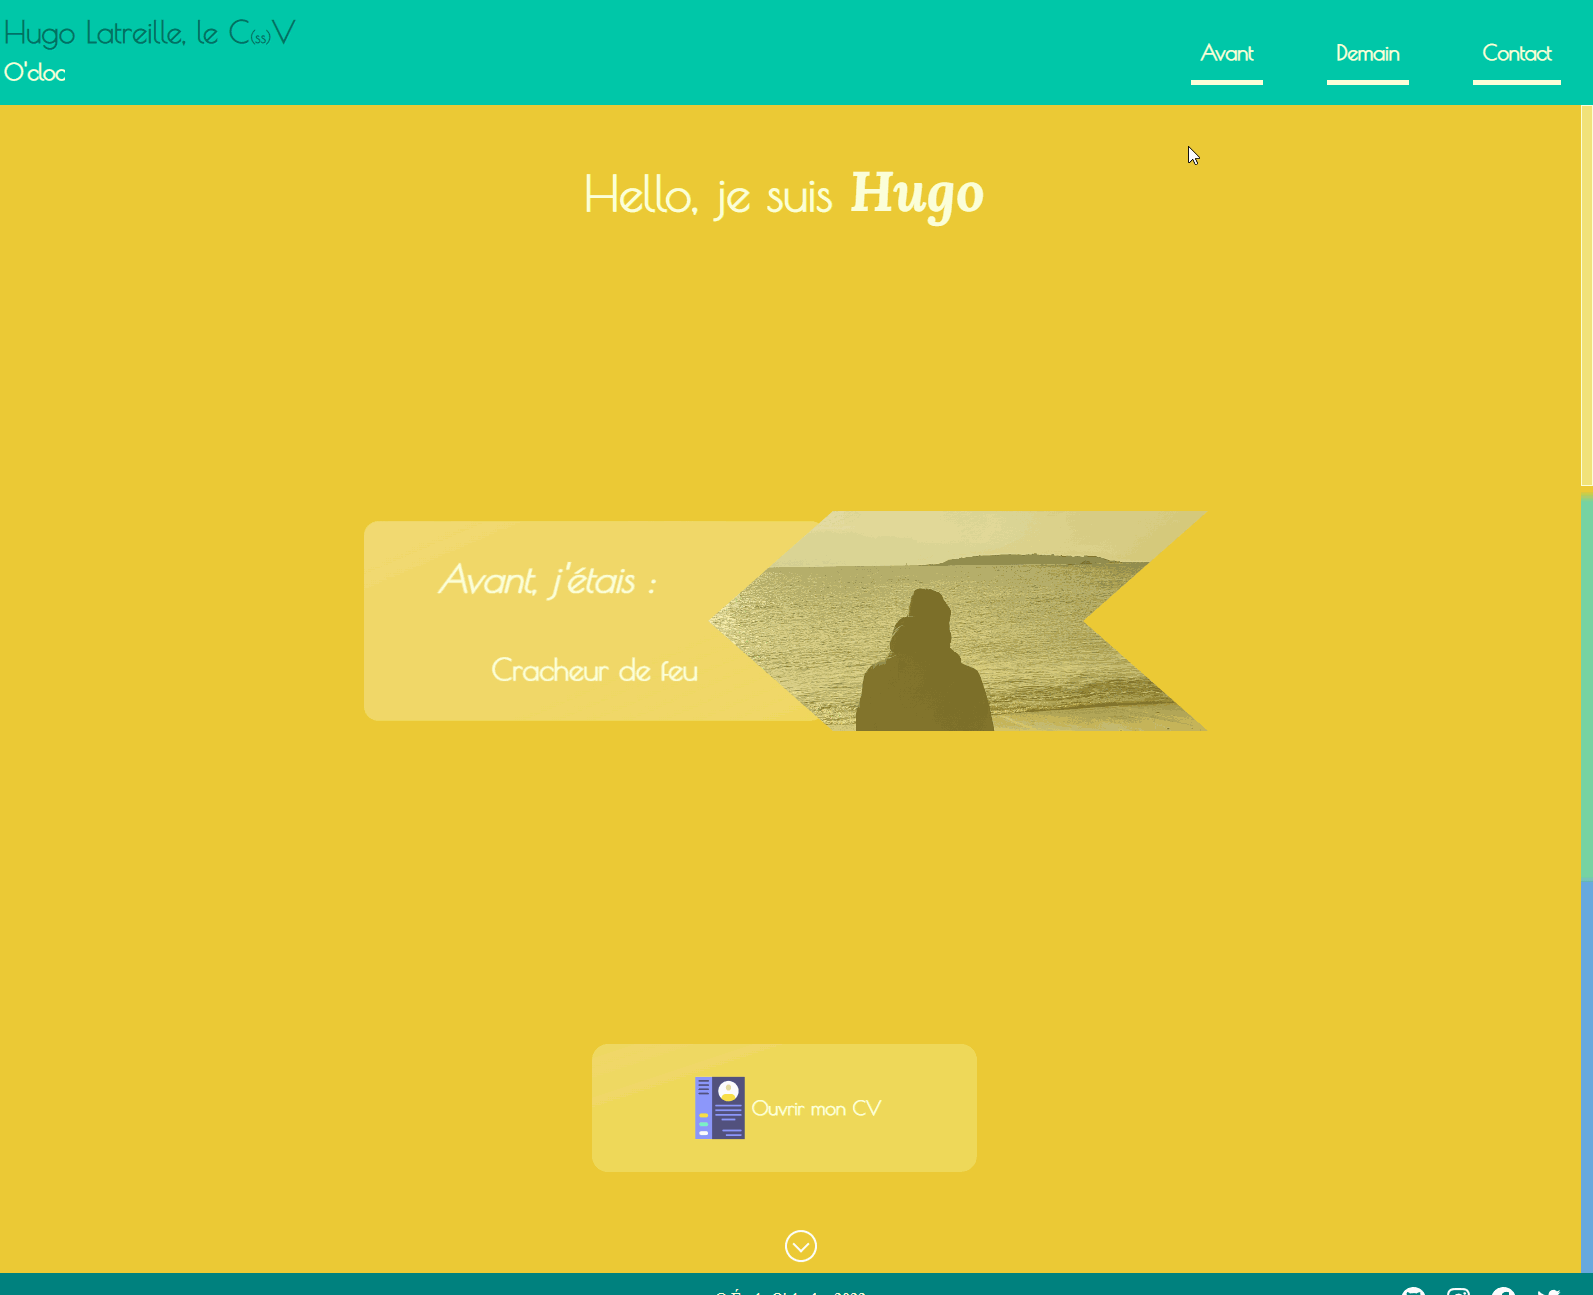 Hugo Latreille, le C(ss)V
O'cloc
Avant
Demain
Contact
Hello, je suis Hugo
Avant, j'étais :
Cracheur de feu
Ouvrir mon CV